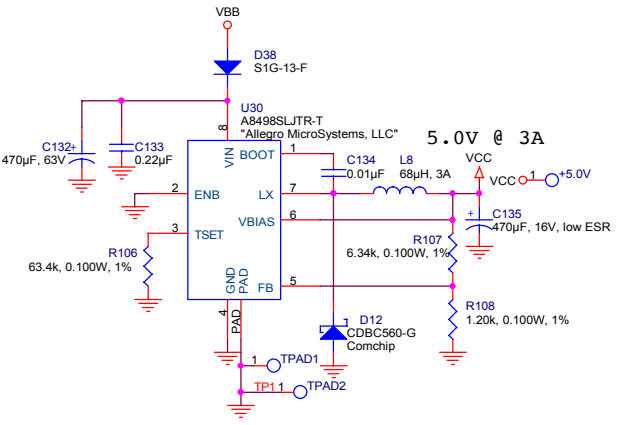 VBB
D38
S1G-13-F
U30
A8498SLJTR-T
"Allegro MicroSystems, LLC"
5.0V @ 3A
C132
+
470µF, 63V
C133
0.22µF
8
VIN
BOOT
1
C134
0.01µF
L8
68µH, 3A
VCC
VCC
1
+5.0V
2
ENB
LX
7
VBIAS
6
+
C135
470µF, 16V, low ESR
3
TSET
R106
63.4k, 0.100W, 1%
R107
6.34k, 0.100W, 1%
GND
PAD
FB
5
4
PAD
R108
1.20k, 0.100W, 1%
D12
CDBC560-G
Comchip
1
TPAD1
TP1
1
TPAD2